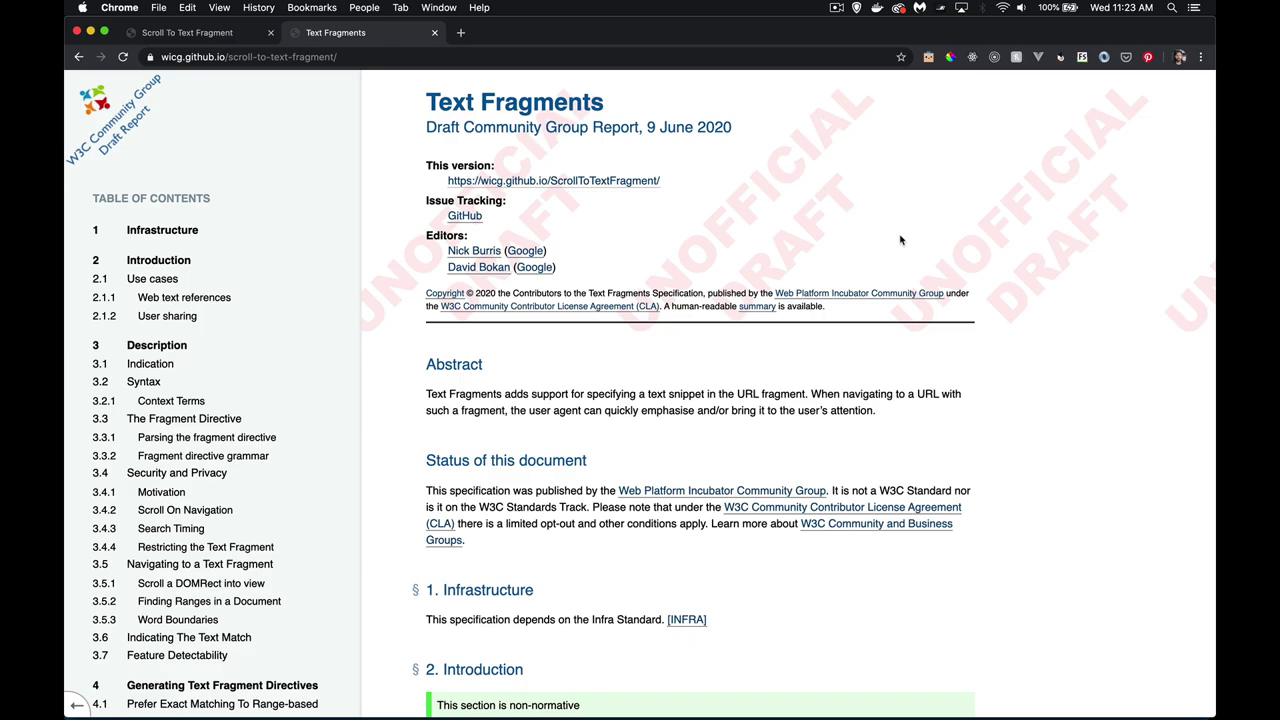 Chrome File Edit View History Bookmarks People Tab Window Help 100% Wed 11:23 AM
Scroll To Text Fragment Text Fragments
wicg.github.io/scroll-to-text-fragment/
W3C Community Group
Draft Report
TABLE OF CONTENTS
1 Infrastructure
2 Introduction
2.1 Use cases
2.1.1 Web text references
2.1.2 User sharing
3 Description
3.1 Indication
3.2 Syntax
3.2.1 Context Terms
3.3 The Fragment Directive
3.3.1 Parsing the fragment directive
3.3.2 Fragment directive grammar
3.4 Security and Privacy
3.4.1 Motivation
3.4.2 Scroll On Navigation
3.4.3 Search Timing
3.4.4 Restricting the Text Fragment
3.5 Navigating to a Text Fragment
3.5.1 Scroll a DOMRect into view
3.5.2 Finding Ranges in a Document
3.5.3 Word Boundaries
3.6 Indicating The Text Match
3.7 Feature Detectability
4 Generating Text Fragment Directives
4.1 Prefer Exact Matching To Range-based
Text Fragments
Draft Community Group Report, 9 June 2020
This version:
https://wicg.github.io/ScrollToTextFragment/
Issue Tracking:
GitHub
Editors:
Nick Burris (Google)
David Bokan (Google)
Copyright © 2020 the Contributors to the Text Fragments Specification, published by the Web Platform Incubator Community Group under
the W3C Community Contributor License Agreement (CLA). A human-readable summary is available.
Abstract
Text Fragments adds support for specifying a text snippet in the URL fragment. When navigating to a URL with
such a fragment, the user agent can quickly emphasise and/or bring it to the user's attention.
Status of this document
This specification was published by the Web Platform Incubator Community Group. It is not a W3C Standard nor
is it on the W3C Standards Track. Please note that under the W3C Community Contributor License Agreement
(CLA) there is a limited opt-out and other conditions apply. Learn more about W3C Community and Business
Groups.
§ 1. Infrastructure
This specification depends on the Infra Standard. [INFRA]
§ 2. Introduction
This section is non-normative
UNOFFICIAL
DRAFT
UNOFFICIAL
DRAFT
UNOFFICIAL
DRAFT